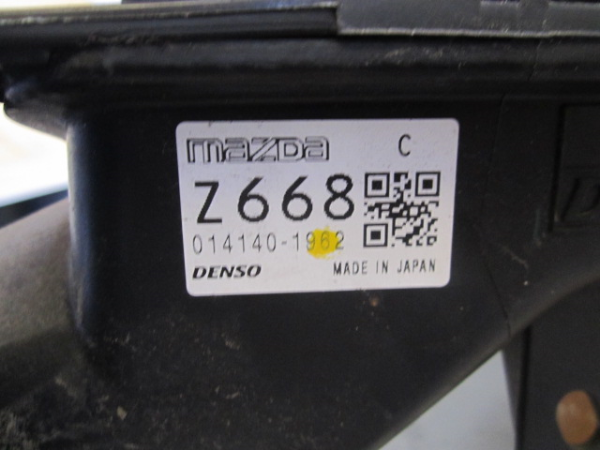 mazda C
Z668
014140-1962
DENSO MADE IN JAPAN